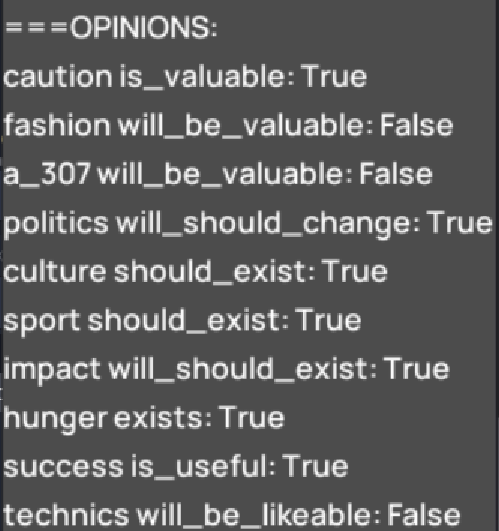 ===OPINIONS:
caution is_valuable: True
fashion will_be_valuable: False
a_307 will_be_valuable: False
politics will_should_change: True
culture should_exist: True
sport should_exist: True
impact will_should_exist: True
hunger exists: True
success is_useful: True
technics will_be_likeable: False